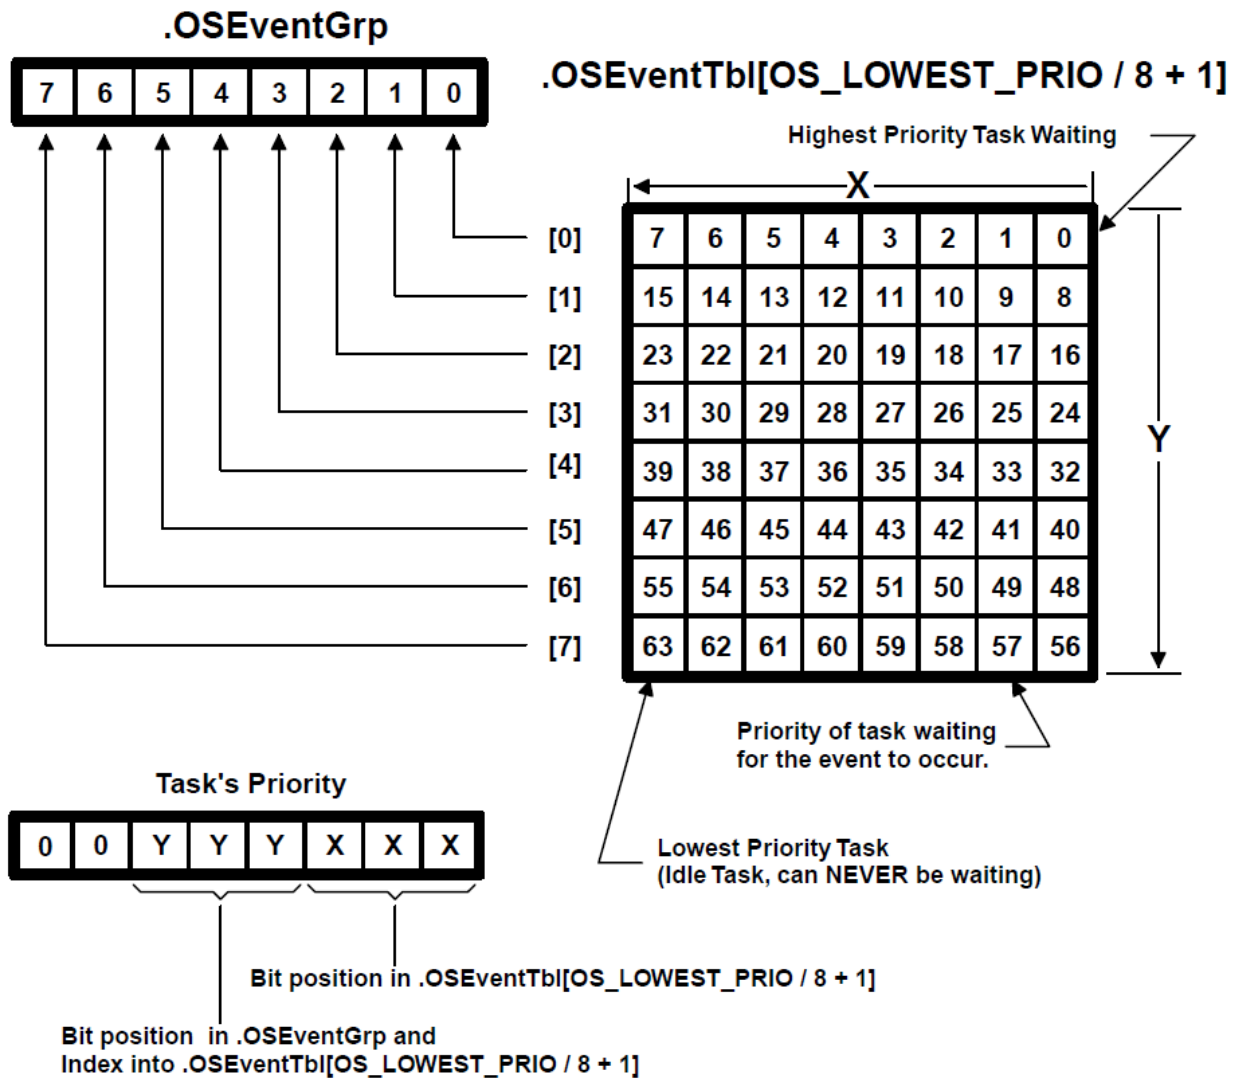 .OSEventGrp
7 6 5 4 3 2 1 0
.OSEventTbl[OS_LOWEST_PRIO / 8 + 1]
Highest Priority Task Waiting
X
[0] 7 6 5 4 3 2 1 0
[1] 15 14 13 12 11 10 9 8
[2] 23 22 21 20 19 18 17 16
[3] 31 30 29 28 27 26 25 24
[4] 39 38 37 36 35 34 33 32
[5] 47 46 45 44 43 42 41 40
[6] 55 54 53 52 51 50 49 48
[7] 63 62 61 60 59 58 57 56
Y
Priority of task waiting
for the event to occur.
Lowest Priority Task
(Idle Task, can NEVER be waiting)
Task's Priority
0 0 Y Y Y X X X
Bit position in .OSEventTbl[OS_LOWEST_PRIO / 8 + 1]
Bit position in .OSEventGrp and
Index into .OSEventTbl[OS_LOWEST_PRIO / 8 + 1]